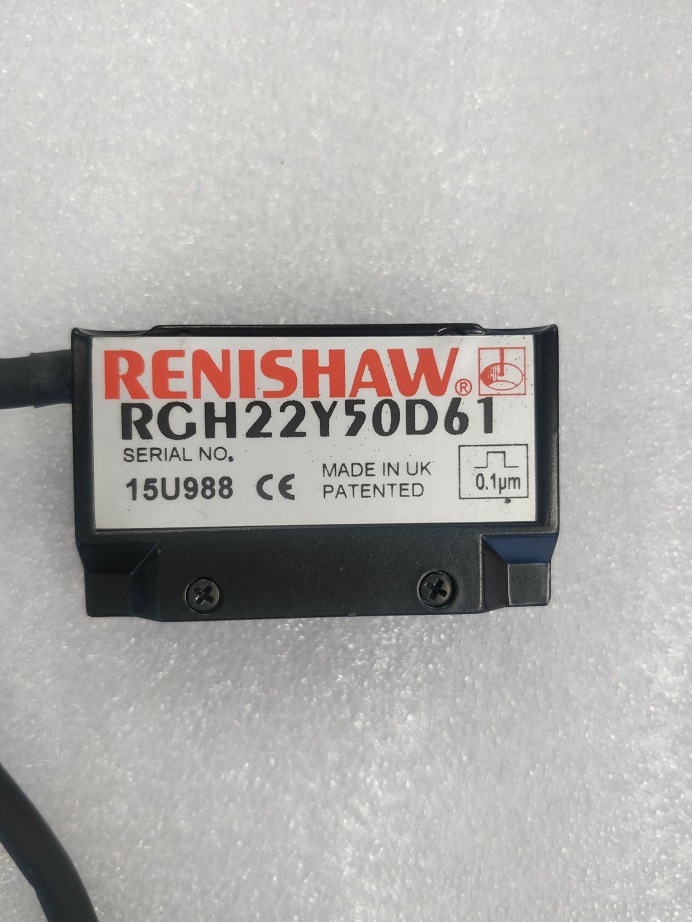 RENISHAW®
RGH22Y50D61
SERIAL NO.
15U988 CE
MADE IN UK
PATENTED
0.1µm